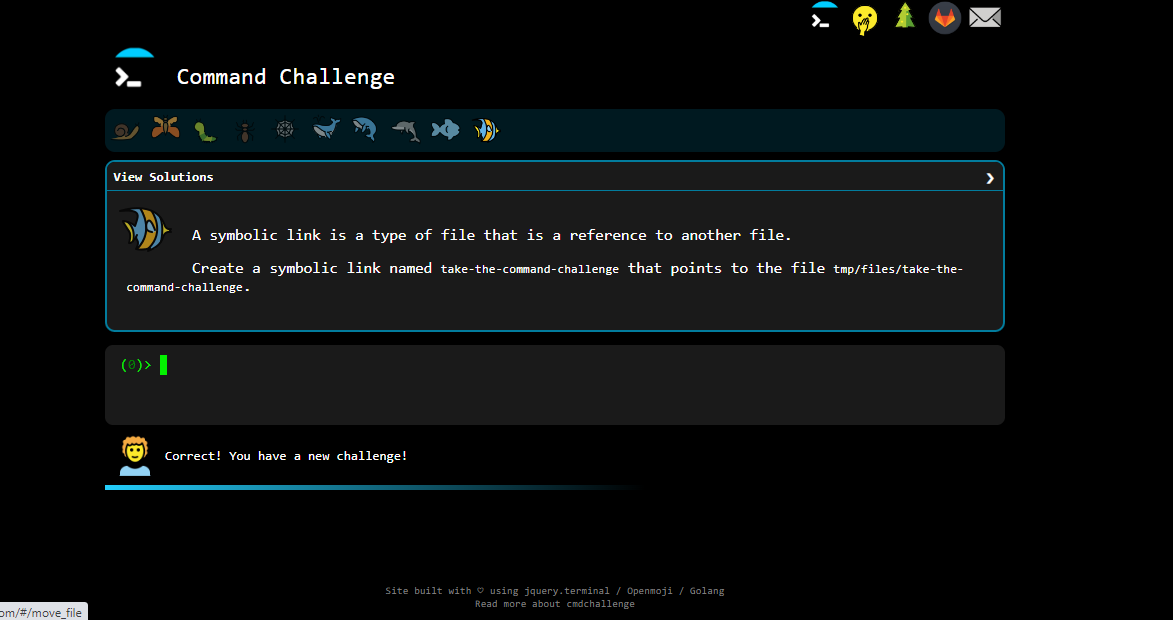 Command Challenge
View Solutions
❯
A symbolic link is a type of file that is a reference to another file.
Create a symbolic link named take-the-command-challenge that points to the file tmp/files/take-the-
command-challenge.
(0)>
Correct! You have a new challenge!
Site built with ♡ using jquery.terminal / Openmoji / Golang
Read more about cmdchallenge
om/#/move_file